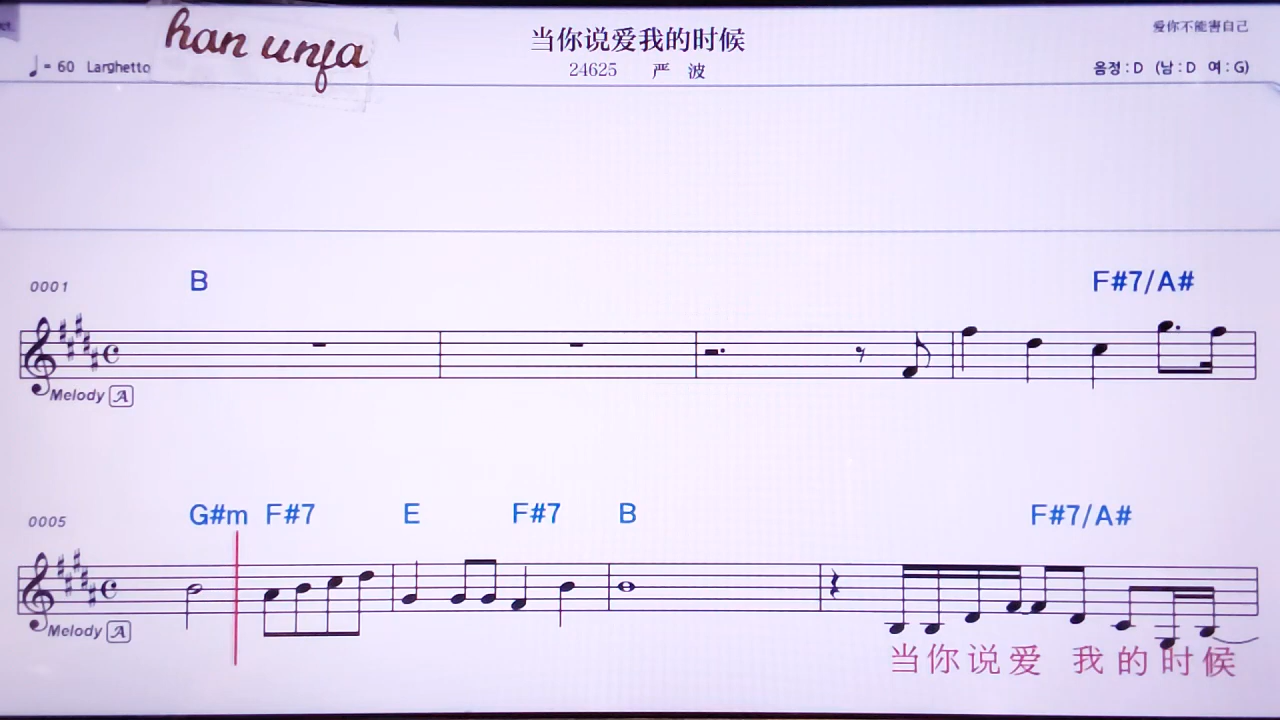 han unfa
当你说爱我的时候
爱你不能害自己
♩= 60 Larghetto
24625 严 波
음정 : D (남 : D 여 : G)
0001 B F#7/A#
Melody A
0005 G#m F#7 E F#7 B F#7/A#
Melody A
当你说爱 我的时候